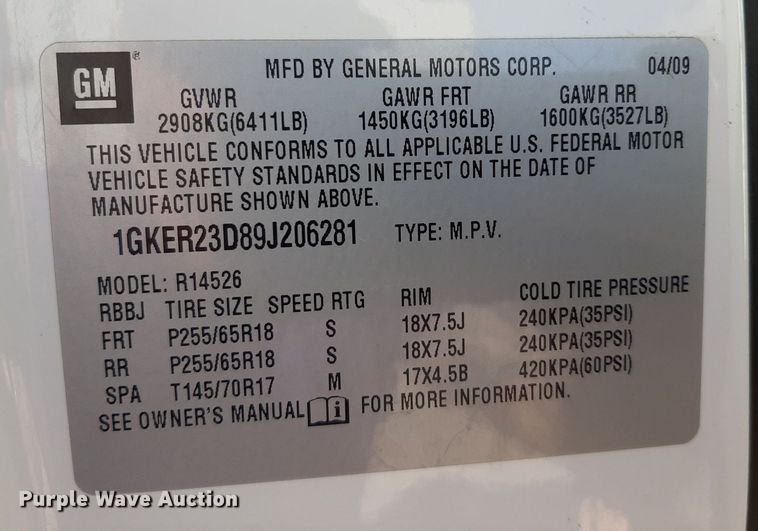 GM ®
MFD BY GENERAL MOTORS CORP. 04/09
GVWR GAWR FRT GAWR RR
2908KG(6411LB) 1450KG(3196LB) 1600KG(3527LB)
THIS VEHICLE CONFORMS TO ALL APPLICABLE U.S. FEDERAL MOTOR
VEHICLE SAFETY STANDARDS IN EFFECT ON THE DATE OF
MANUFACTURE SHOWN ABOVE.
1GKER23D89J206281 TYPE: M.P.V.
MODEL: R14526
RBBJ TIRE SIZE SPEED RTG RIM COLD TIRE PRESSURE
FRT P255/65R18 S 18X7.5J 240KPA(35PSI)
RR P255/65R18 S 18X7.5J 240KPA(35PSI)
SPA T145/70R17 M 17X4.5B 420KPA(60PSI)
SEE OWNER'S MANUAL i FOR MORE INFORMATION.
Purple Wave Auction